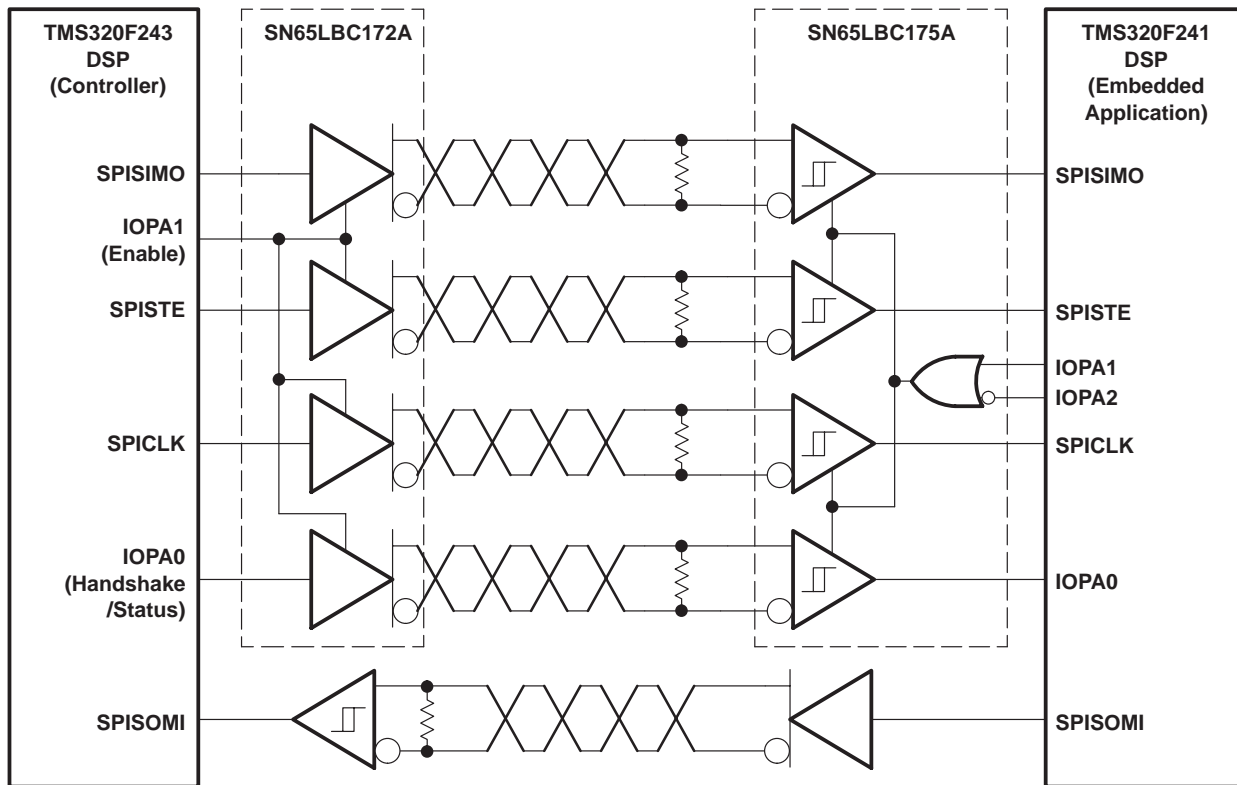 TMS320F243
DSP
(Controller)
SN65LBC172A
SN65LBC175A
TMS320F241
DSP
(Embedded
Application)
SPISIMO
SPISIMO
IOPA1
(Enable)
SPISTE
SPISTE
IOPA1
IOPA2
SPICLK
SPICLK
IOPA0
(Handshake
/Status)
IOPA0
SPISOMI
SPISOMI